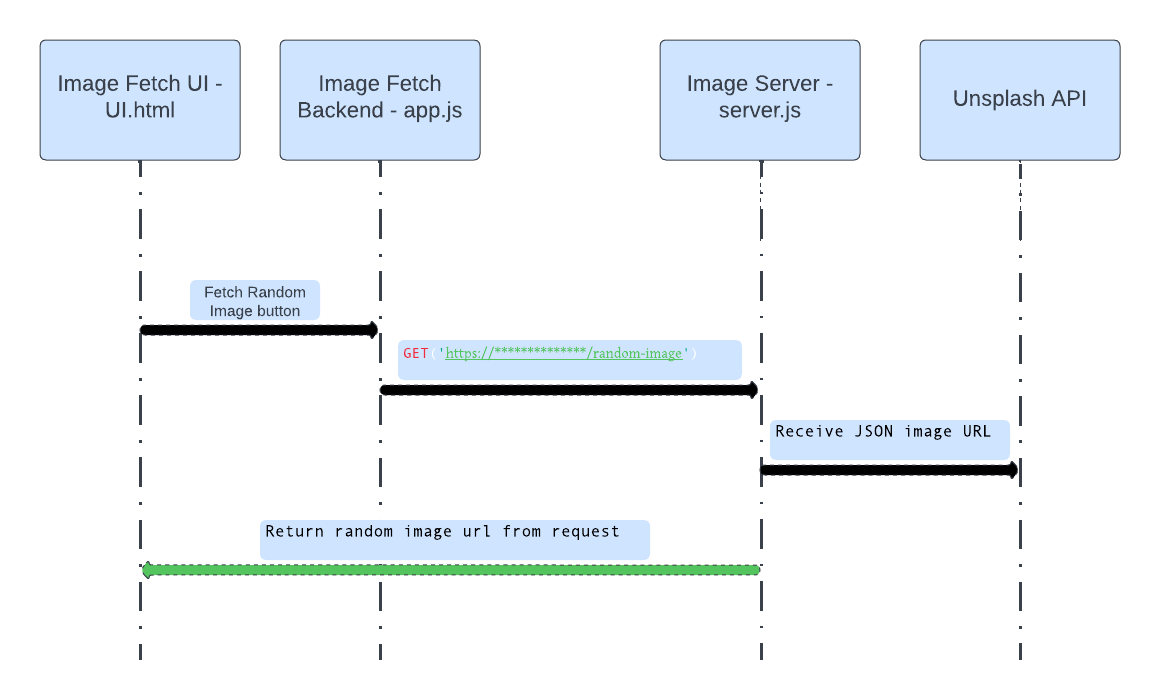 Image Fetch UI -
UI.html
Image Fetch
Backend - app.js
Image Server -
server.js
Unsplash API
Fetch Random
Image button
GET('https://**************/random-image')
Receive JSON image URL
Return random image url from request